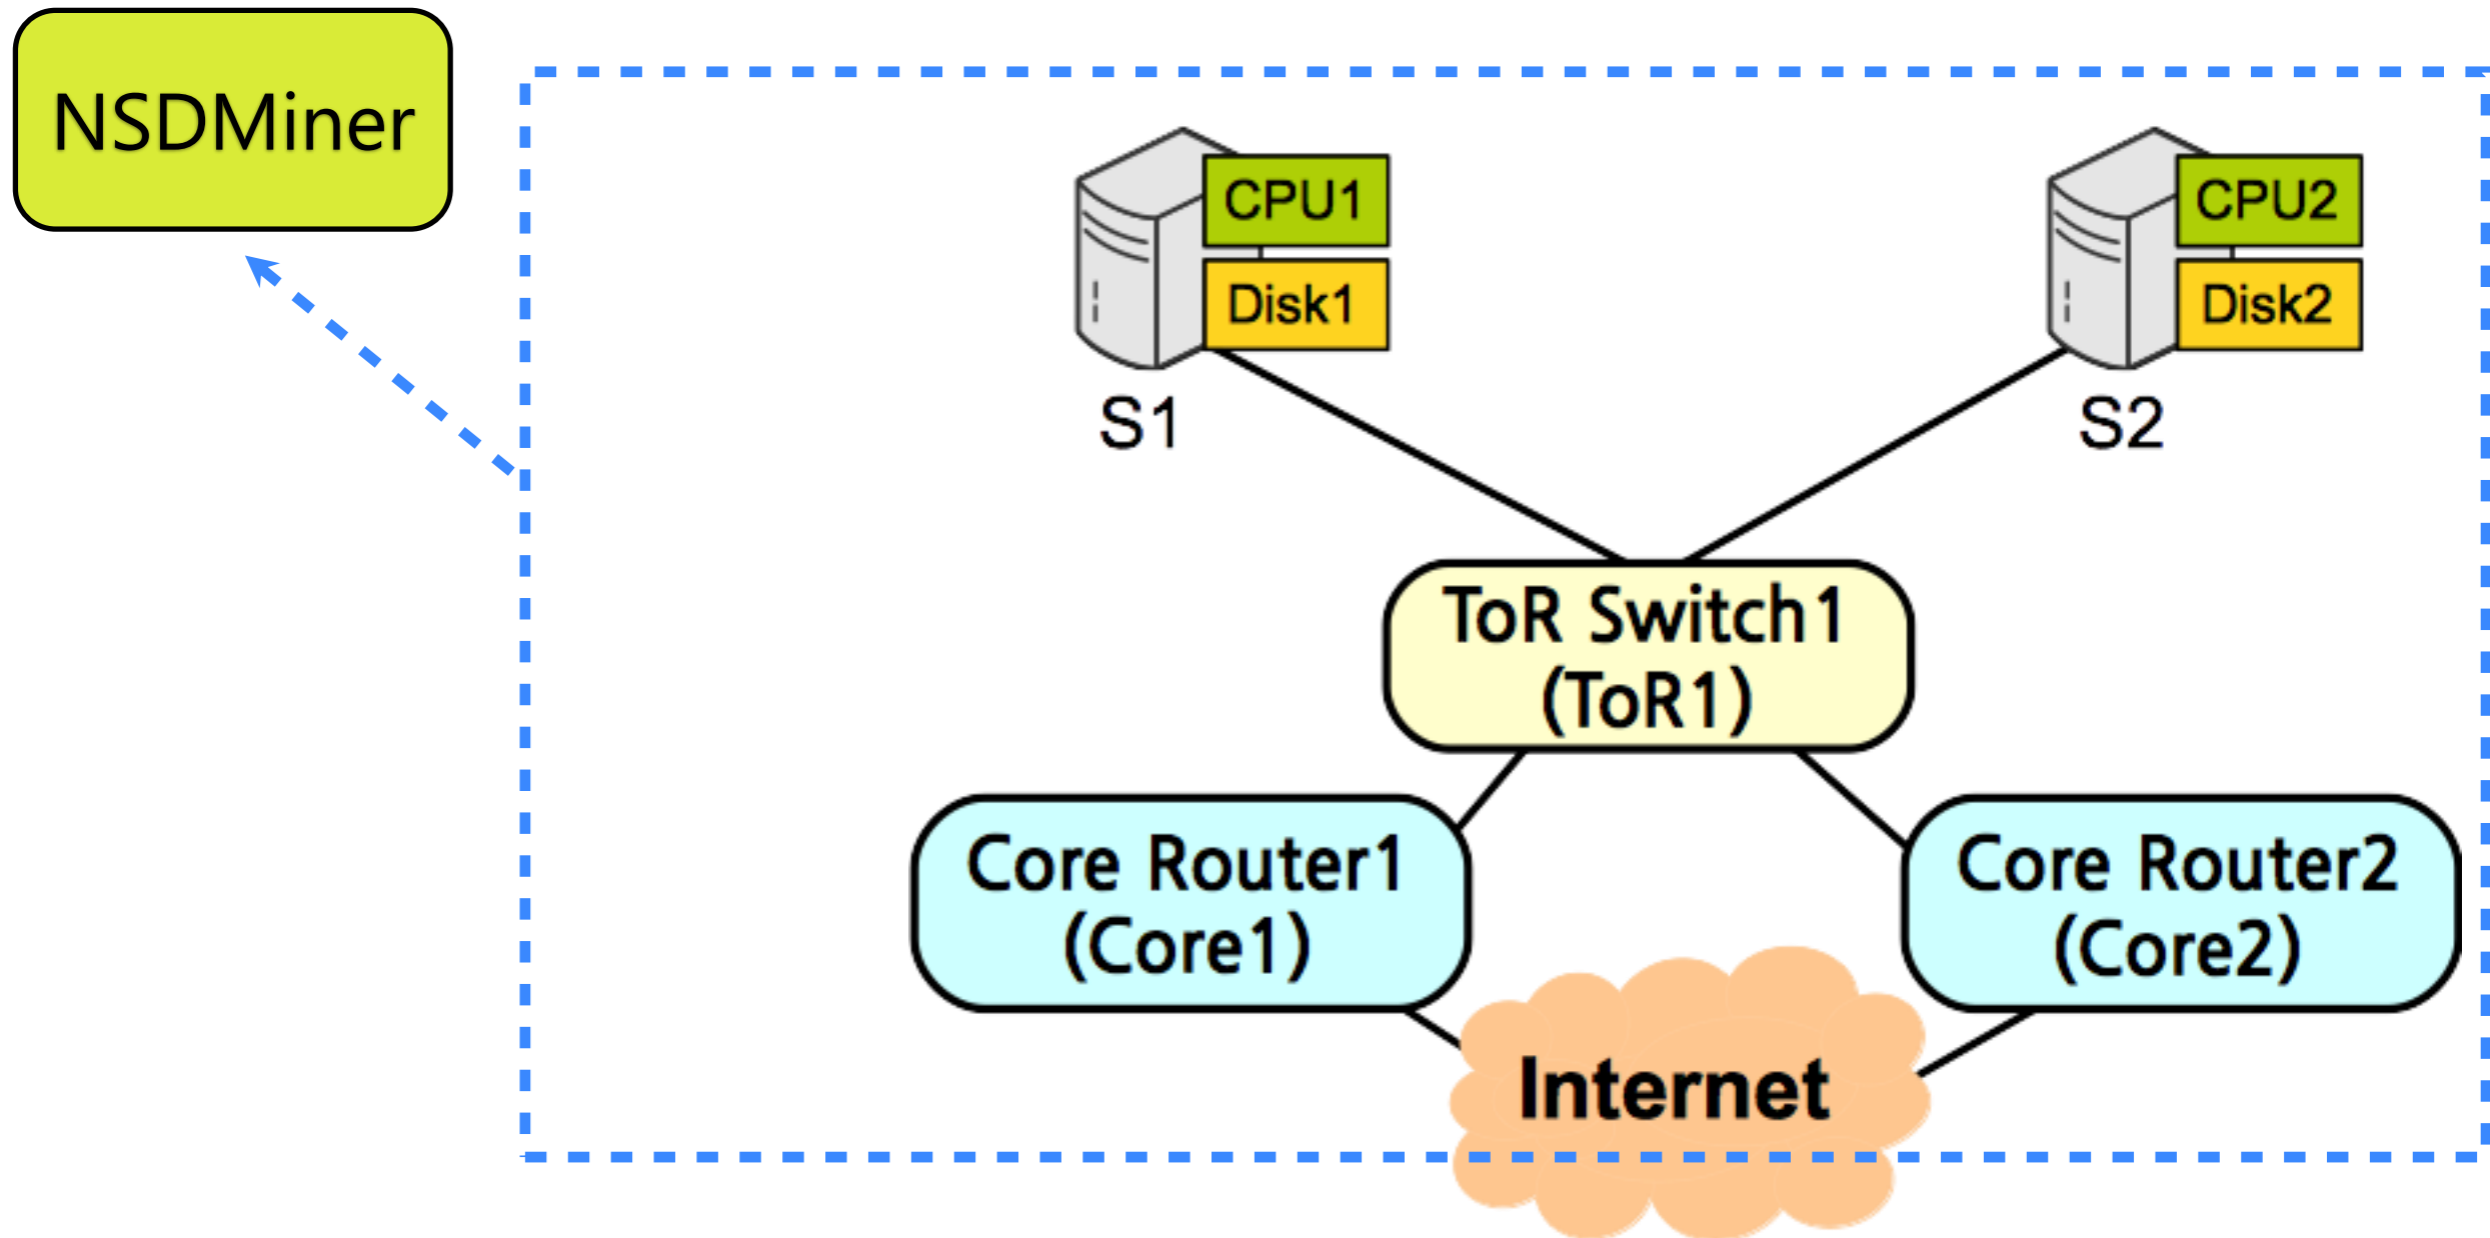 NSDMiner
CPU1
Disk1
S1
CPU2
Disk2
S2
ToR Switch1
(ToR1)
Core Router1
(Core1)
Core Router2
(Core2)
Internet